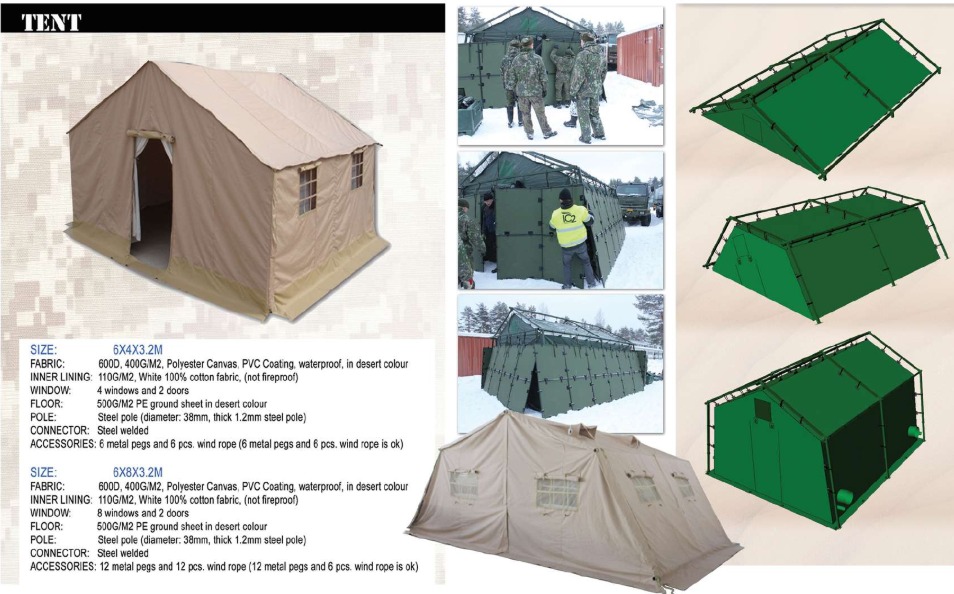 TENT
TC2
SIZE: 6X4X3.2M
FABRIC: 600D, 400G/M2, Polyester Canvas, PVC Coating, waterproof, in desert colour
INNER LINING: 110G/M2, White 100% cotton fabric, (not fireproof)
WINDOW: 4 windows and 2 doors
FLOOR: 500G/M2 PE ground sheet in desert colour
POLE: Steel pole (diameter: 38mm, thick 1.2mm steel pole)
CONNECTOR: Steel welded
ACCESSORIES: 6 metal pegs and 6 pcs. wind rope (6 metal pegs and 6 pcs. wind rope is ok)
SIZE: 6X8X3.2M
FABRIC: 600D, 400G/M2, Polyester Canvas, PVC Coating, waterproof, in desert colour
INNER LINING: 110G/M2, White 100% cotton fabric, (not fireproof)
WINDOW: 8 windows and 2 doors
FLOOR: 500G/M2 PE ground sheet in desert colour
POLE: Steel pole (diameter: 38mm, thick 1.2mm steel pole)
CONNECTOR: Steel welded
ACCESSORIES: 12 metal pegs and 12 pcs. wind rope (12 metal pegs and 6 pcs. wind rope is ok)